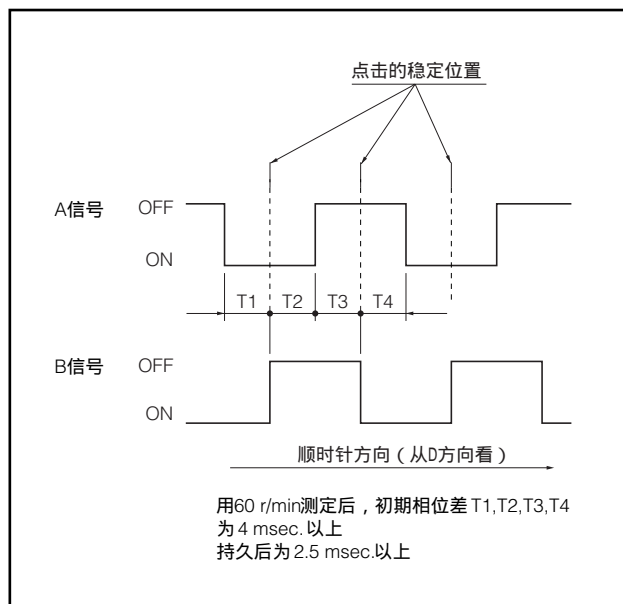 点击的稳定位置
A信号 OFF
ON
T1 T2 T3 T4
B信号 OFF
ON
顺时针方向（从D方向看）
用60 r/min测定后，初期相位差T1,T2,T3,T4
为4 msec.以上
持久后为2.5 msec.以上